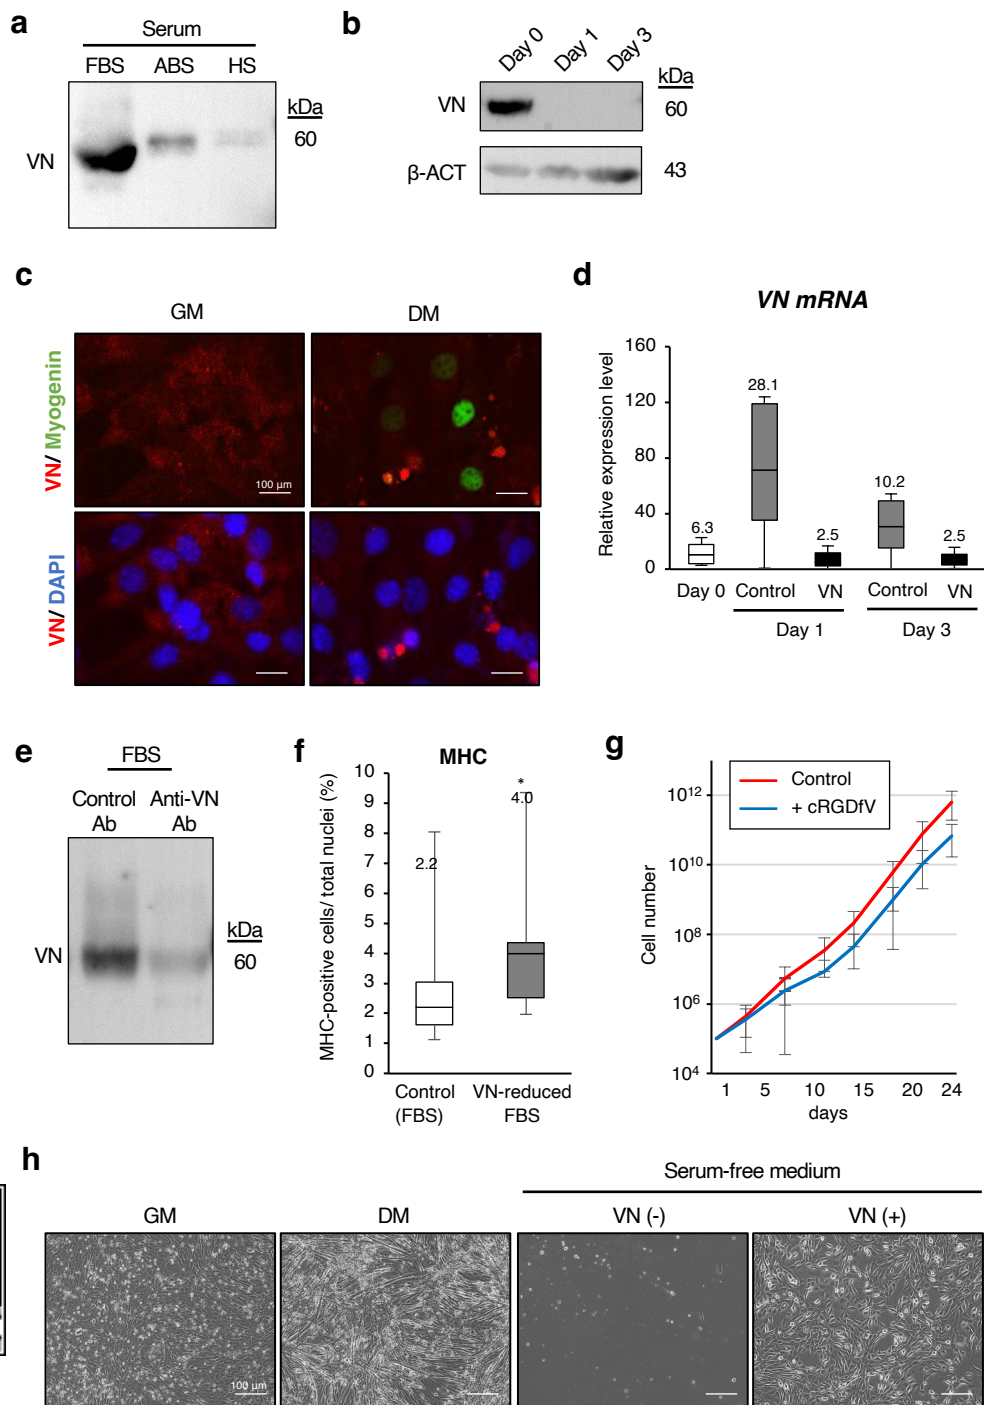 a
Serum
FBS ABS HS
kDa
60
VN
b
Day 0 Day 1 Day 3
kDa
VN
60
β-ACT
43
c
GM DM
VN/ Myogenin
100 μm
VN/ DAPI
d
VN mRNA
Relative expression level
160
120
80
40
0
6.3
28.1
2.5
10.2
2.5
Day 0 Control VN Control VN
Day 1 Day 3
e
FBS
Control Anti-VN
Ab Ab
kDa
VN
60
f
MHC
MHC-positive cells/ total nuclei (%)
10
9
8
7
6
5
4
3
2
1
0
2.2
*
4.0
Control VN-reduced
(FBS) FBS
g
Control
+ cRGDfV
Cell number
10¹²
10¹⁰
10⁸
10⁶
10⁴
1 5 10 15 20 24
days
h
Serum-free medium
GM DM VN (-) VN (+)
100 μm